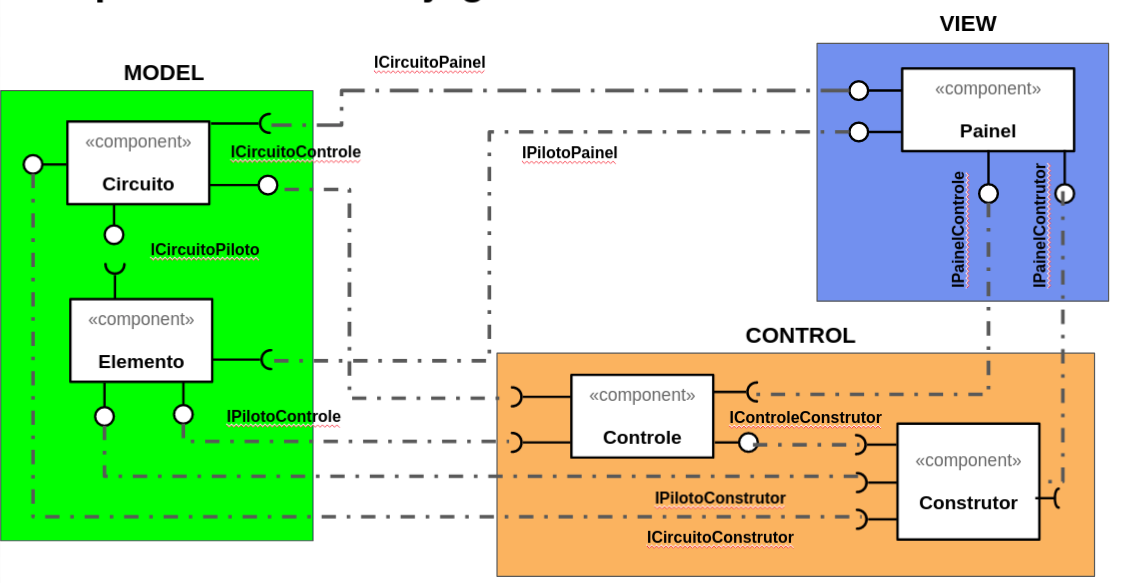 VIEW
MODEL
ICircuitoPainel
«component»
Painel
«component»
Circuito
ICircuitoControle
IPilotoPainel
IPainelControle
IPainelContrutor
ICircuitoPiloto
«component»
Elemento
CONTROL
IPilotoControle
«component»
Controle
IControleConstrutor
«component»
Construtor
IPilotoConstrutor
ICircuitoConstrutor